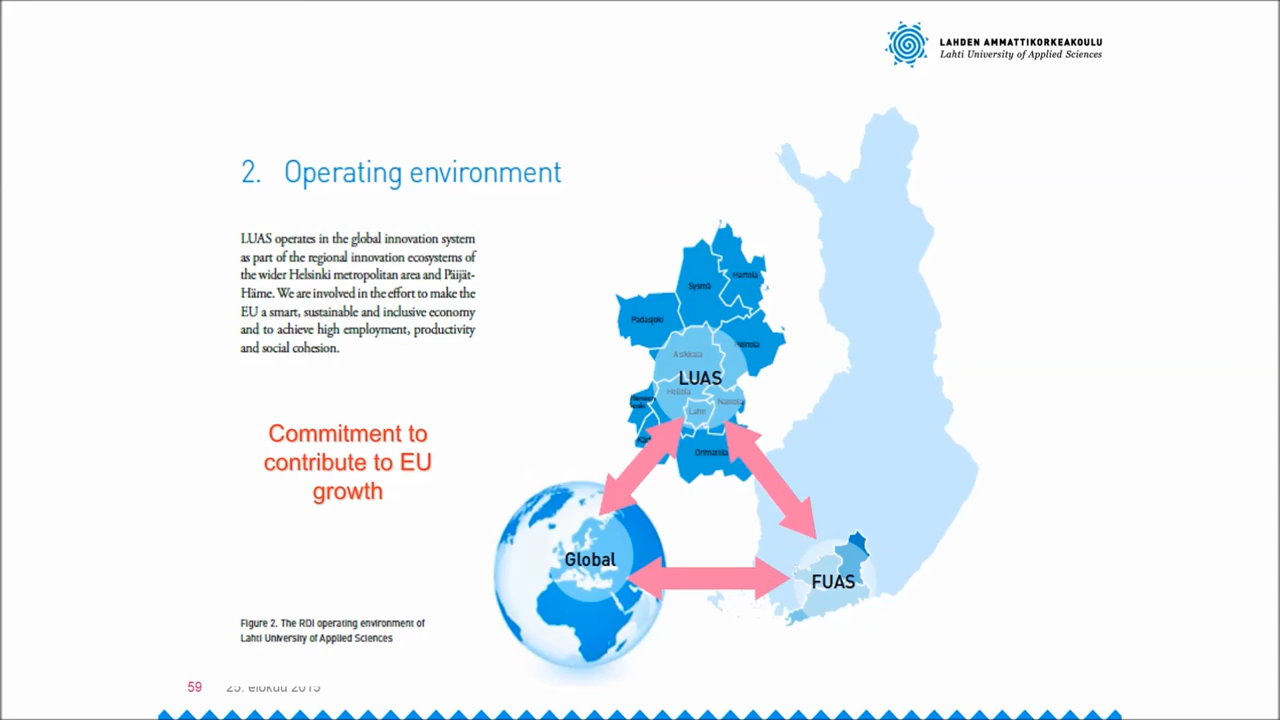 LAHDEN AMMATTIKORKEAKOULU
Lahti University of Applied Sciences
2. Operating environment
LUAS operates in the global innovation system
as part of the regional innovation ecosystems of
the wider Helsinki metropolitan area and Päijät-
Häme. We are involved in the effort to make the
EU a smart, sustainable and inclusive economy
and to achieve high employment, productivity
and social cohesion.
Commitment to
contribute to EU
growth
Hartola
Sysmä
Padasjoki
Heinola
Asikkala
LUAS
Hollola
Nastola
Lahti
Orimattila
Global
FUAS
Figure 2. The RDI operating environment of
Lahti University of Applied Sciences
59 25. elokuu 2015